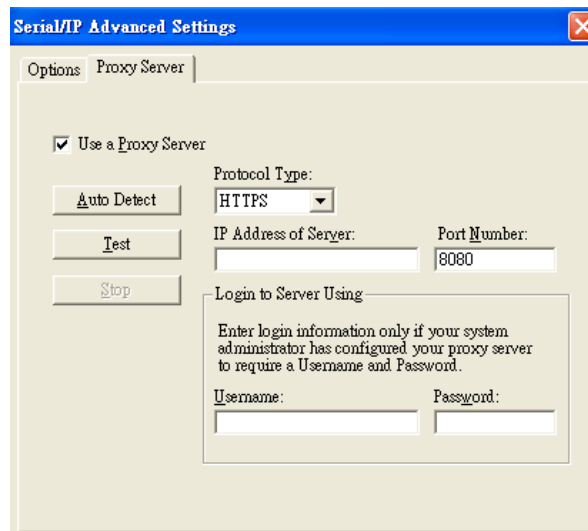 Serial/IP Advanced Settings
Options
Proxy Server
Use a Proxy Server
Auto Detect
Test
Stop
Protocol Type:
HTTPS
IP Address of Server:
Port Number:
8080
Login to Server Using
Enter login information only if your system
administrator has configured your proxy server
to require a Username and Password.
Username:
Password: